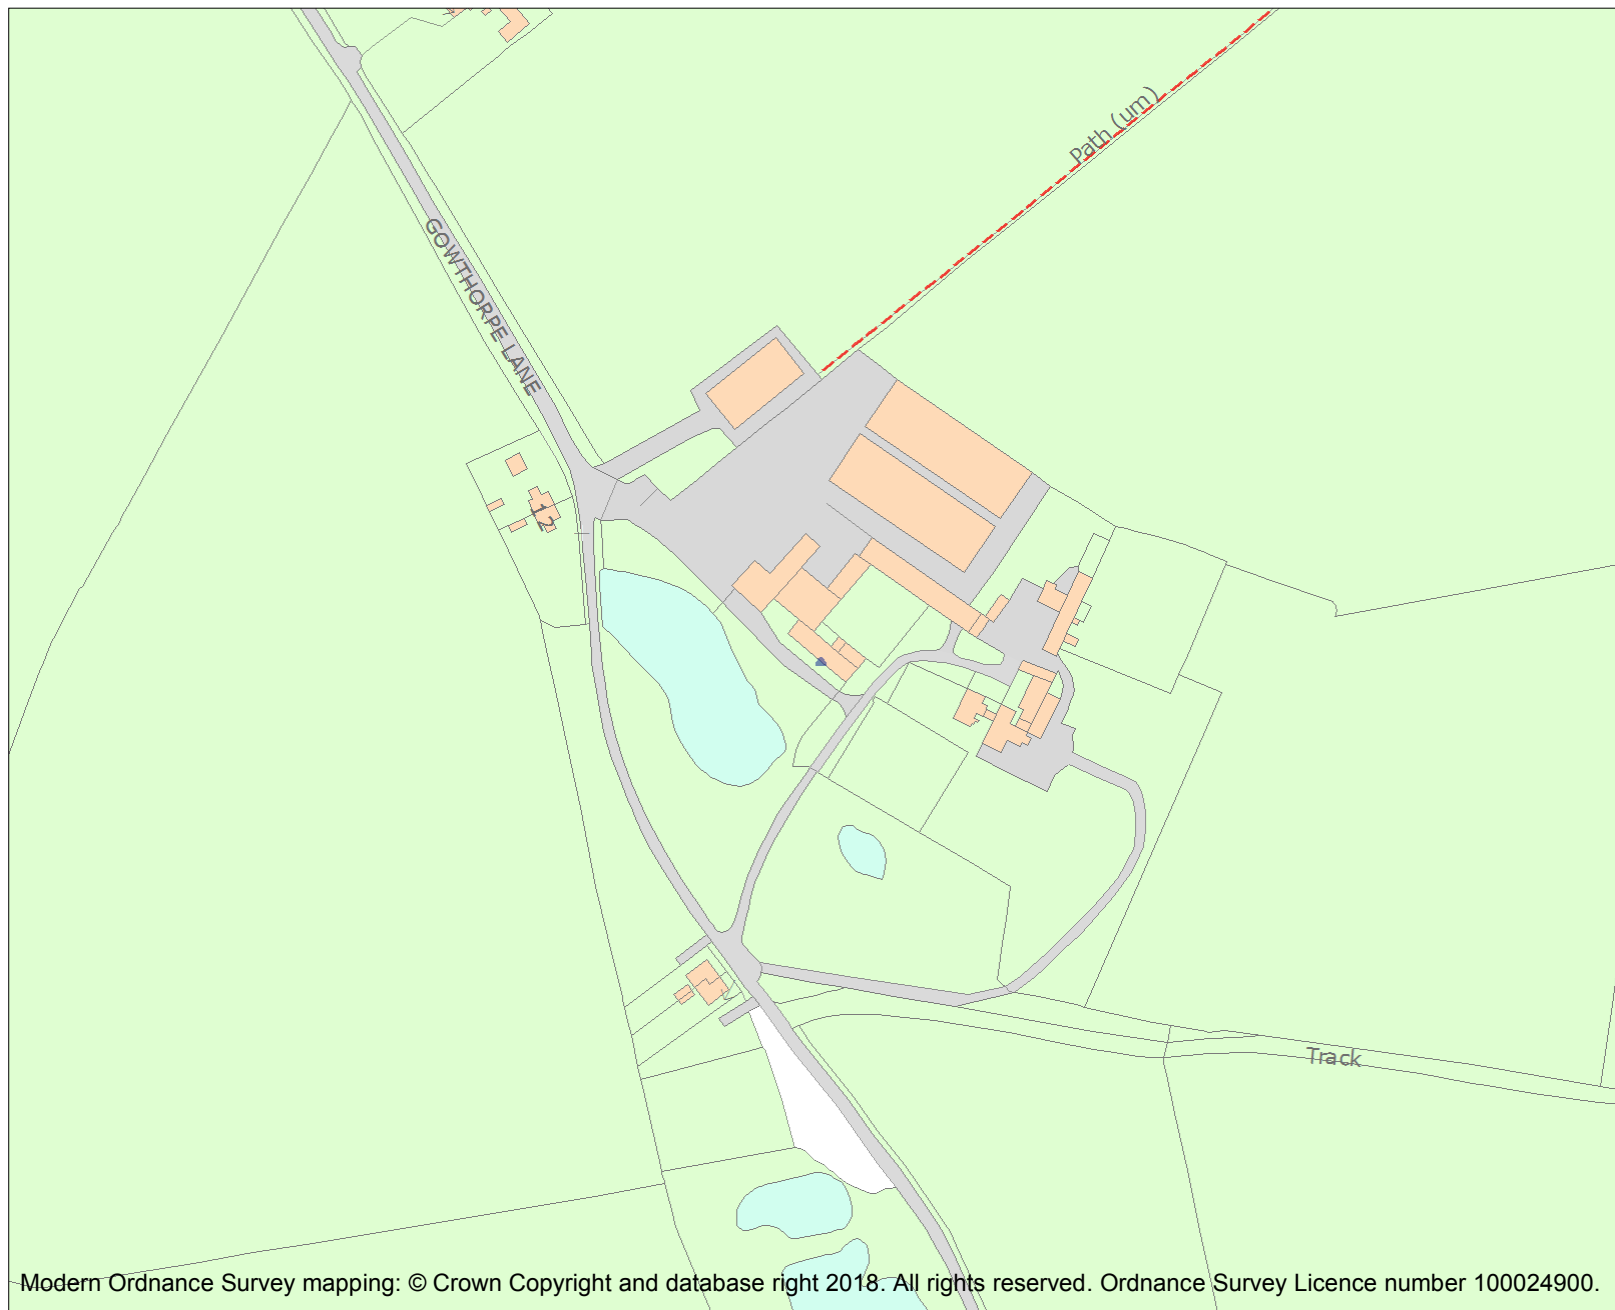 Path (um)
GOWTHORPE LANE
12
Track
Modern Ordnance Survey mapping: © Crown Copyright and database right 2018. All rights reserved. Ordnance Survey Licence number 100024900.